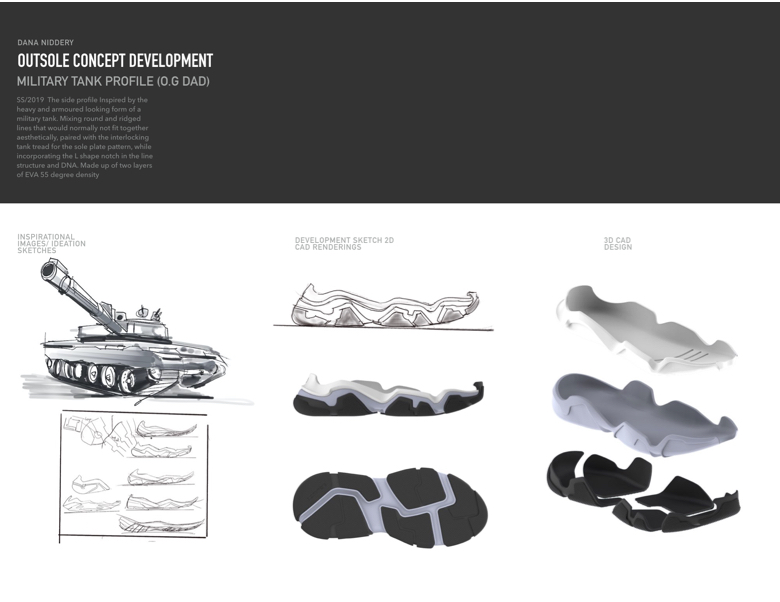 DANA NIDDERY
OUTSOLE CONCEPT DEVELOPMENT
MILITARY TANK PROFILE (O.G DAD)
SS/2019 The side profile Inspired by the
heavy and armoured looking form of a
military tank. Mixing round and ridged
lines that would normally not fit together
aesthetically, paired with the interlocking
tank tread for the sole plate pattern, while
incorporating the L shape notch in the line
structure and DNA. Made up of two layers
of EVA 55 degree density
INSPIRATIONAL
IMAGES/ IDEATION
SKETCHES
DEVELOPMENT SKETCH 2D
CAD RENDERINGS
3D CAD
DESIGN